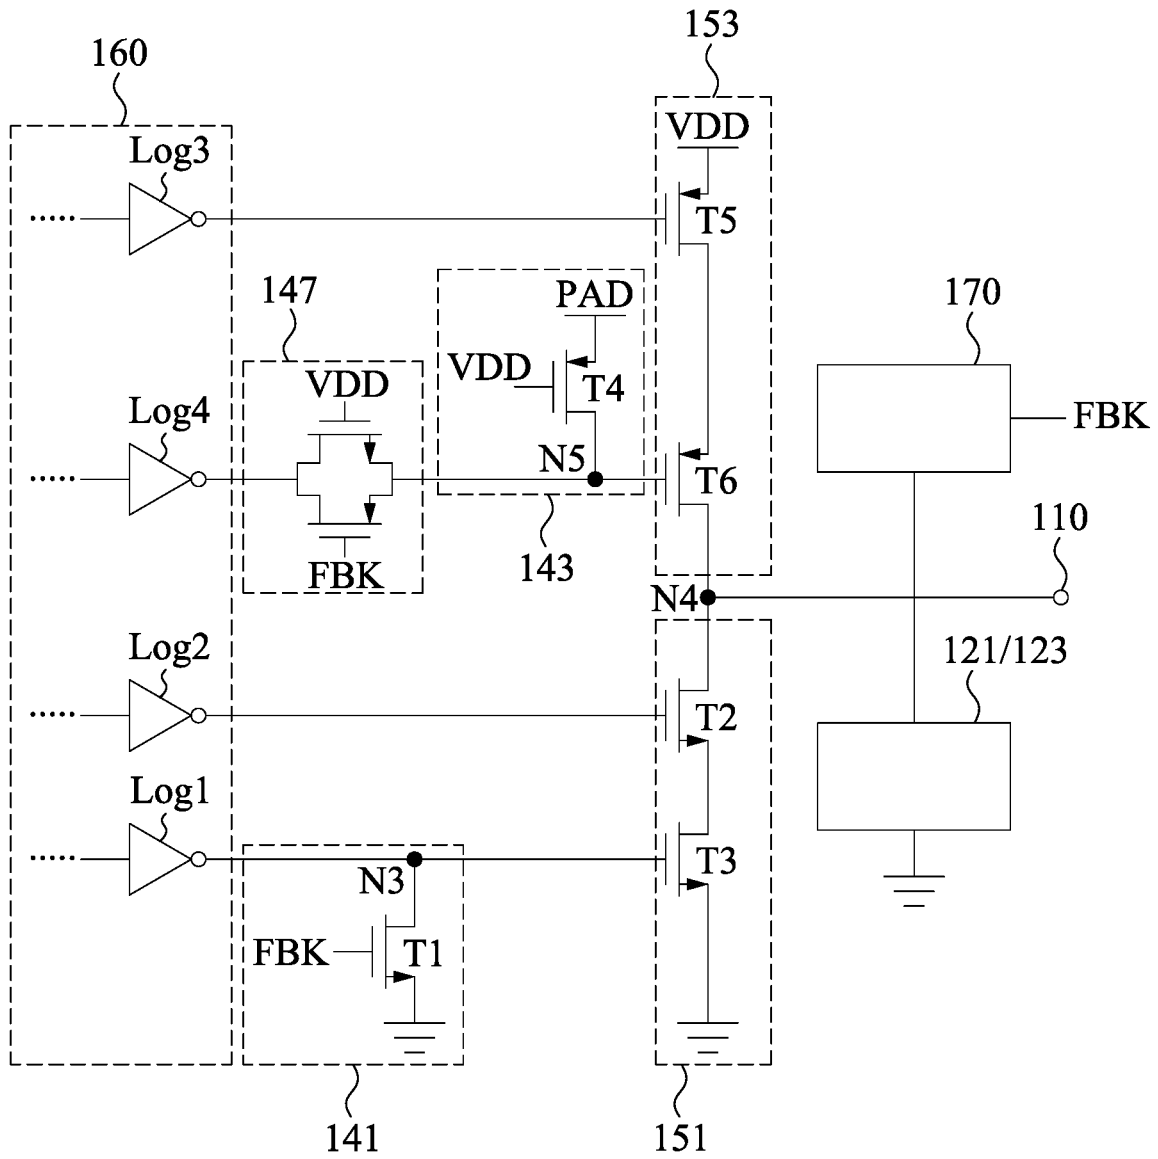 153
160
VDD
Log3
T5
147
PAD
170
VDD
VDD
T4
Log4
FBK
N5
T6
110
143
FBK
N4
Log2
121/123
T2
Log1
T3
N3
FBK
T1
141
151